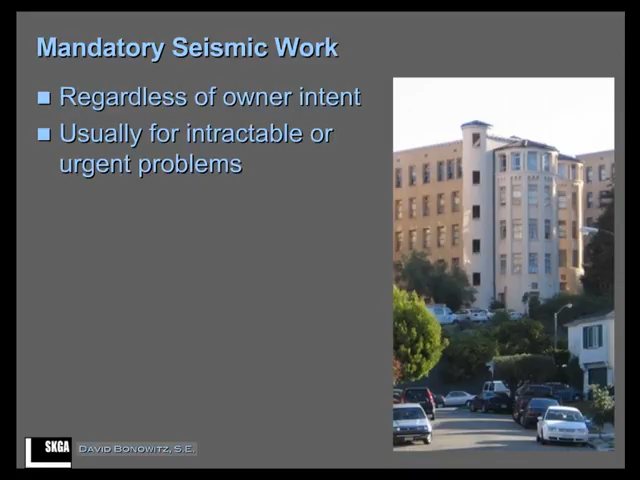 Mandatory Seismic Work
Regardless of owner intent
Usually for intractable or
urgent problems
SKGA
DAVID BONOWITZ, S.E.